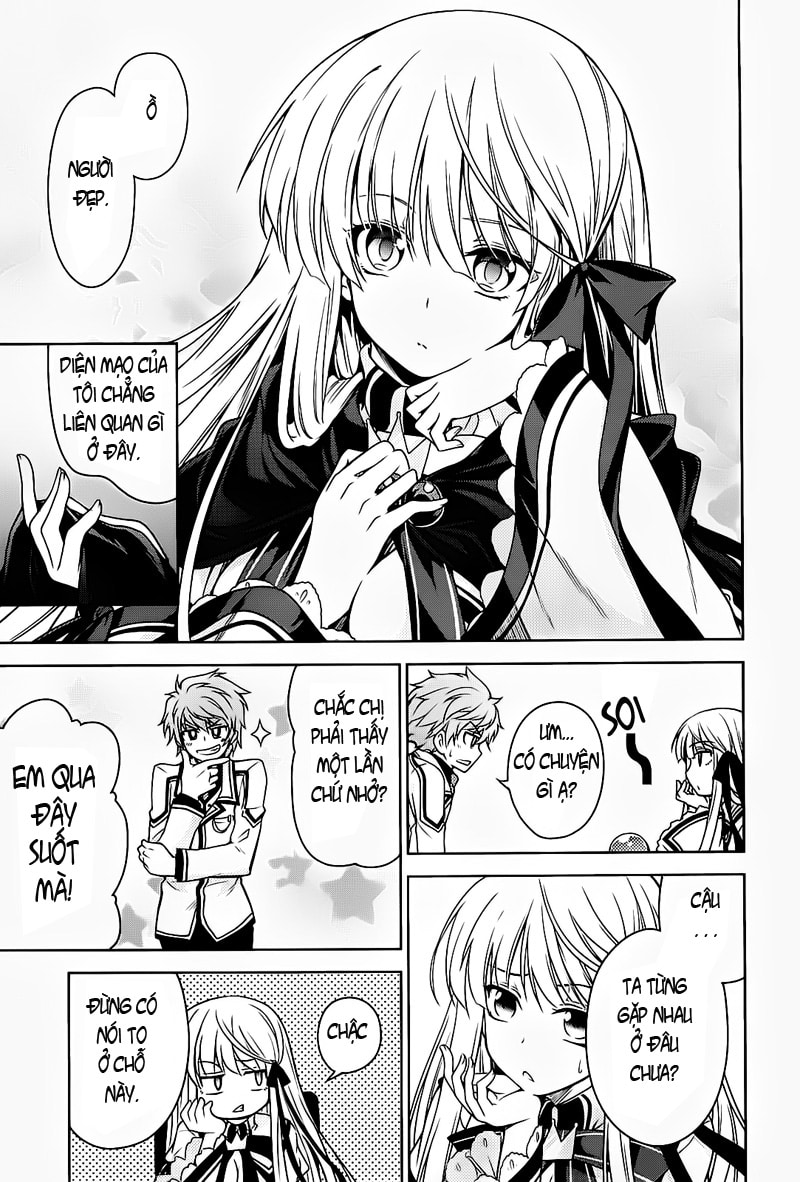 Ồ
NGƯỜI
ĐẸP.
DIỆN MẠO CỦA
TÔI CHẲNG
LIÊN QUAN GÌ
Ở ĐÂY.
SOI
ƯM...
CÓ CHUYỆN
GÌ Ạ?
CHẮC CHỊ
PHẢI THẤY
MỘT LẦN
CHỨ NHỞ?
EM QUA
ĐÂY
SUỐT
MÀ!
CẬU
...
TA TỪNG
GẶP NHAU
Ở ĐÂU
CHƯA?
CHẬC
ĐỪNG CÓ
NÓI TO
Ở CHỖ
NÀY.